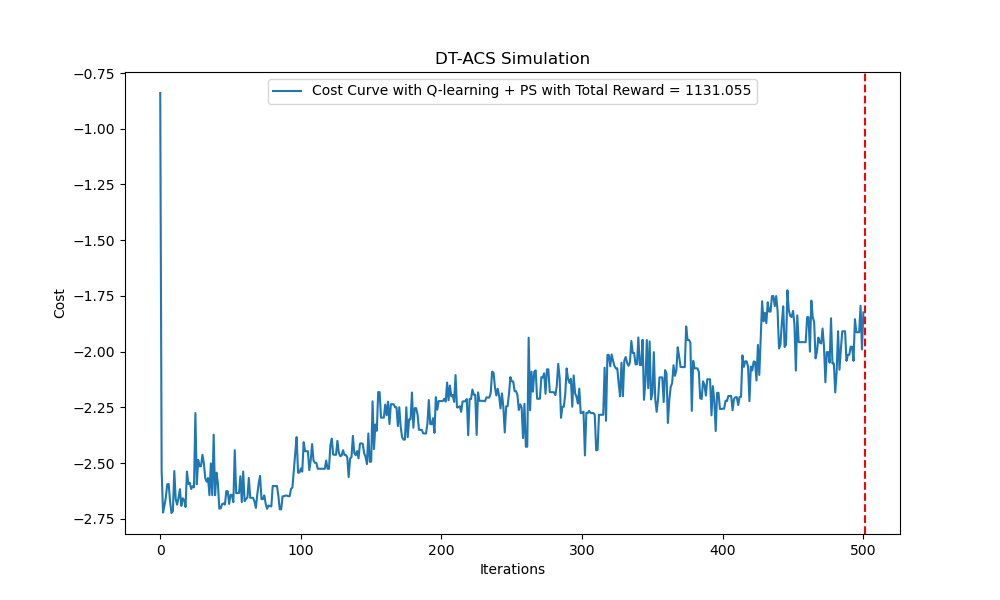 DT-ACS Simulation
Cost Curve with Q-learning + PS with Total Reward = 1131.055
−0.75
−1.00
−1.25
−1.50
−1.75
−2.00
−2.25
−2.50
−2.75
Cost
0 100 200 300 400 500
Iterations